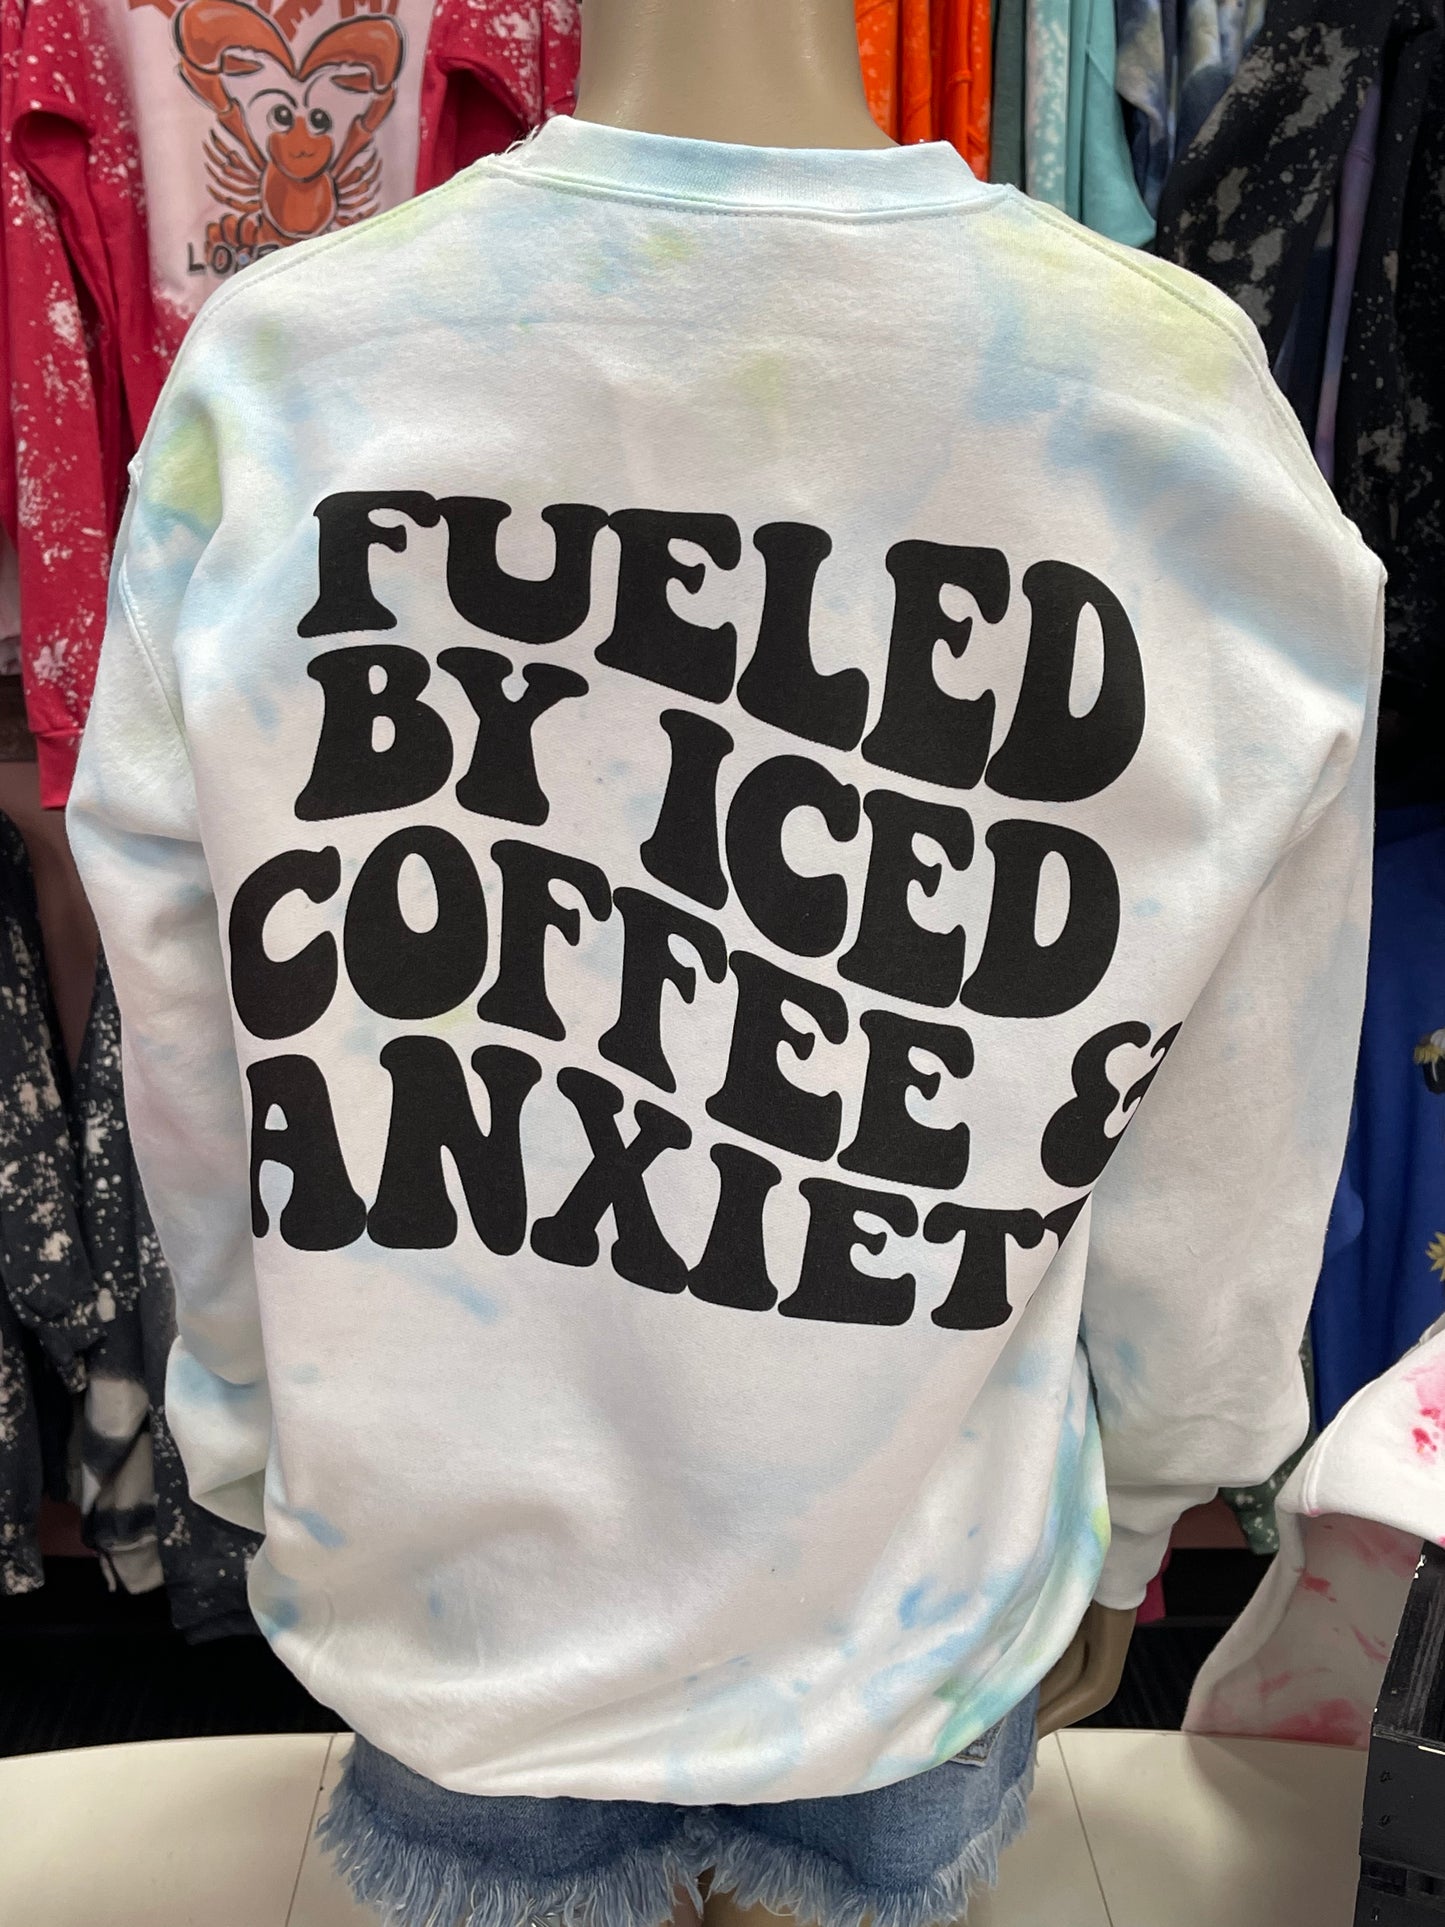 FUELED
BY ICED
COFFEE &
ANXIETY